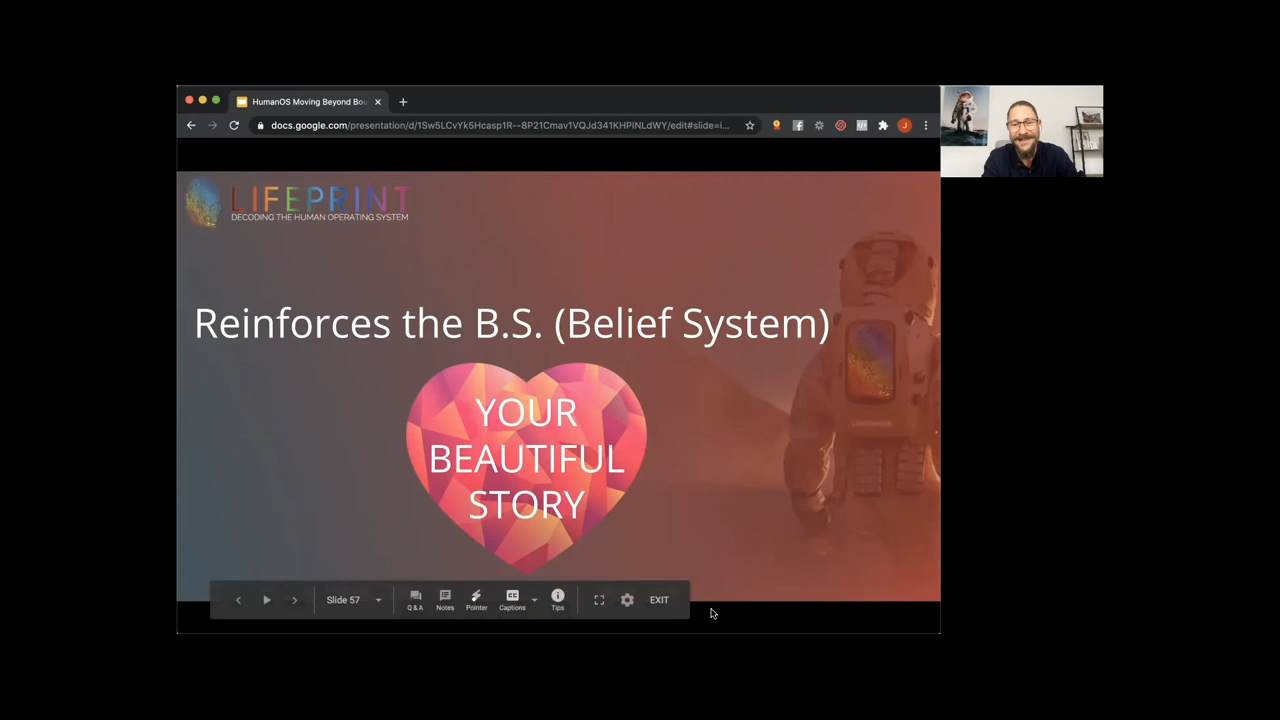 HumanOS Moving Beyond Bou
docs.google.com/presentation/d/1Sw5LCvYk5Hcasp1R--8P21Cmav1VQJd341KHPINLdWY/edit#slide=i...
J
LIFEPRINT
DECODING THE HUMAN OPERATING SYSTEM
Reinforces the B.S. (Belief System)
YOUR
BEAUTIFUL
STORY
Slide 57
Q & A
Notes
Pointer
Captions
Tips
EXIT